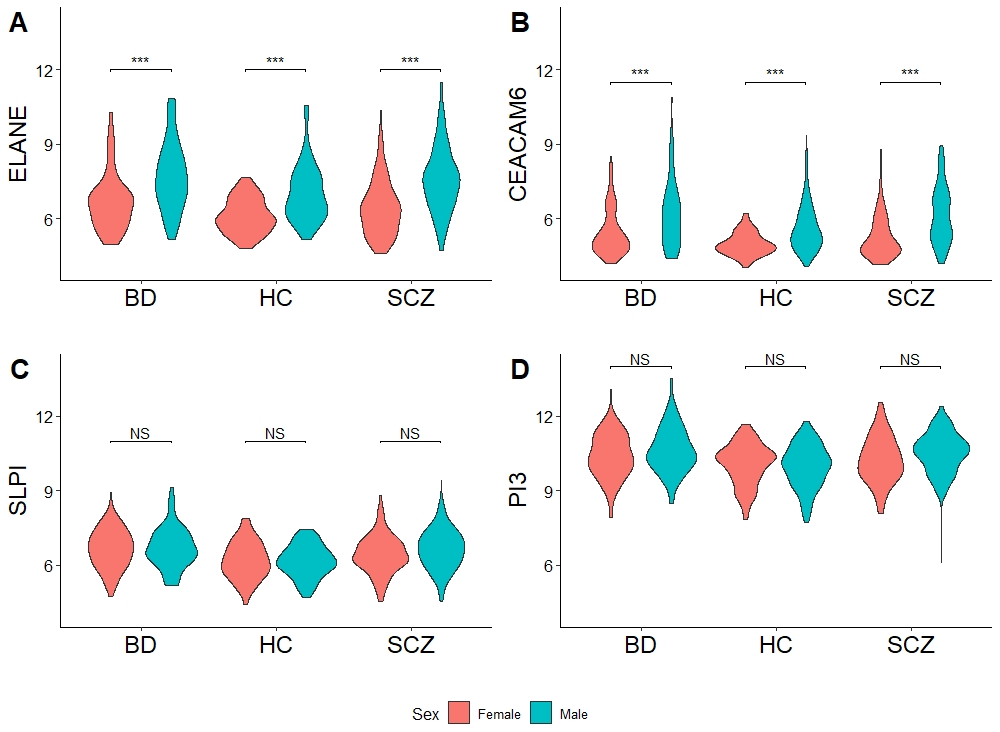 A
ELANE
12
9
6
*** *** ***
BD HC SCZ
B
CEACAM6
12
9
6
*** *** ***
BD HC SCZ
C
SLPI
12
9
6
NS NS NS
BD HC SCZ
D
PI3
12
9
6
NS NS NS
BD HC SCZ
Sex Female Male